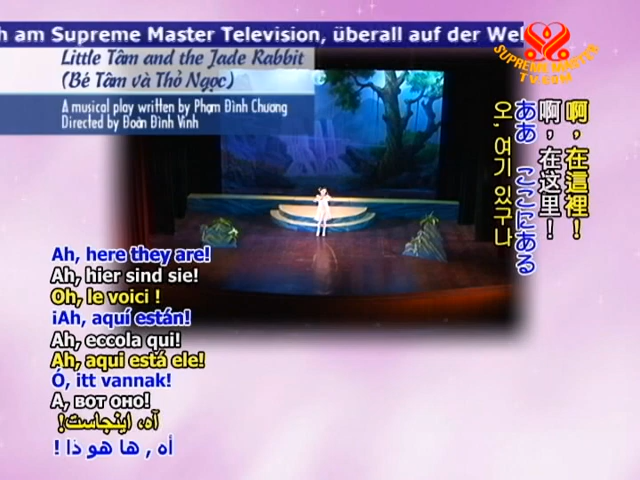 h am Supreme Master Television, überall auf der Wel
SUPREME MASTER
TV.COM
Little Tâm and the Jade Rabbit
(Bé Tâm và Thỏ Ngọc)
A musical play written by Phạm Đình Chương
Directed by Đoàn Đình Vinh
啊，在這裡！
啊，在这里！
ああ ここにある
오, 여기 있구나
Ah, here they are!
Ah, hier sind sie!
Oh, le voici !
¡Ah, aquí están!
Ah, eccola qui!
Ah, aqui está ele!
Ó, itt vannak!
А, вот оно!
آه، اینجاست!
أه , ها هو ذا !